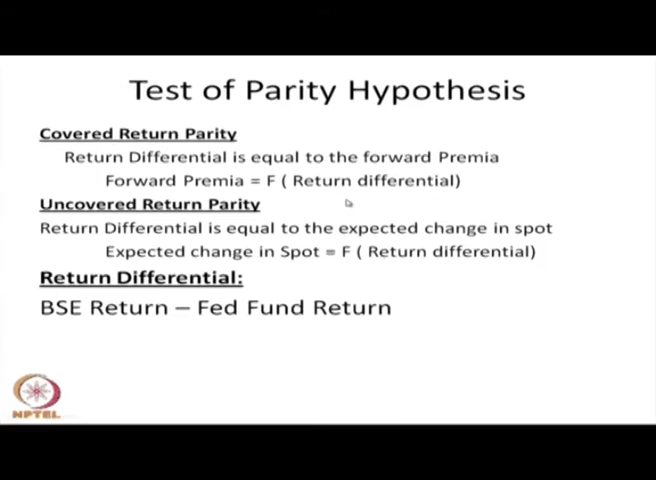 Test of Parity Hypothesis
Covered Return Parity
Return Differential is equal to the forward Premia
Forward Premia = F ( Return differential)
Uncovered Return Parity
Return Differential is equal to the expected change in spot
Expected change in Spot = F ( Return differential)
Return Differential:
BSE Return – Fed Fund Return
NPTEL